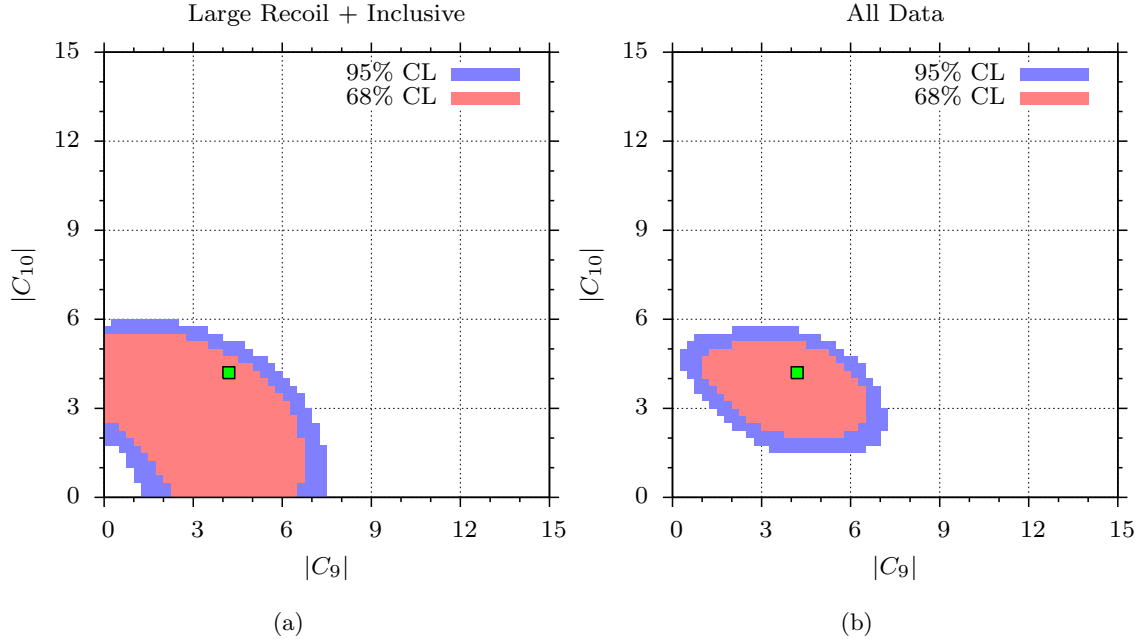 Large Recoil + Inclusive
95% CL
68% CL
15
12
9
6
3
0
|C10|
0 3 6 9 12 15
|C9|
(a)
All Data
95% CL
68% CL
15
12
9
6
3
0
|C10|
0 3 6 9 12 15
|C9|
(b)